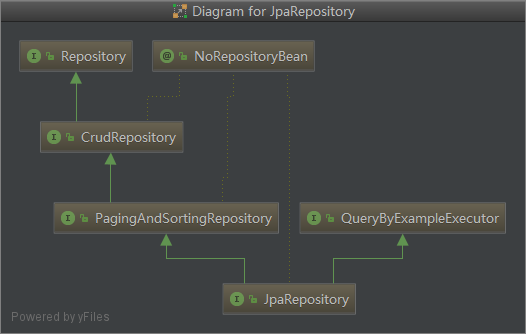 Diagram for JpaRepository
I Repository
@ NoRepositoryBean
I CrudRepository
I PagingAndSortingRepository
I QueryByExampleExecutor
I JpaRepository
Powered by yFiles